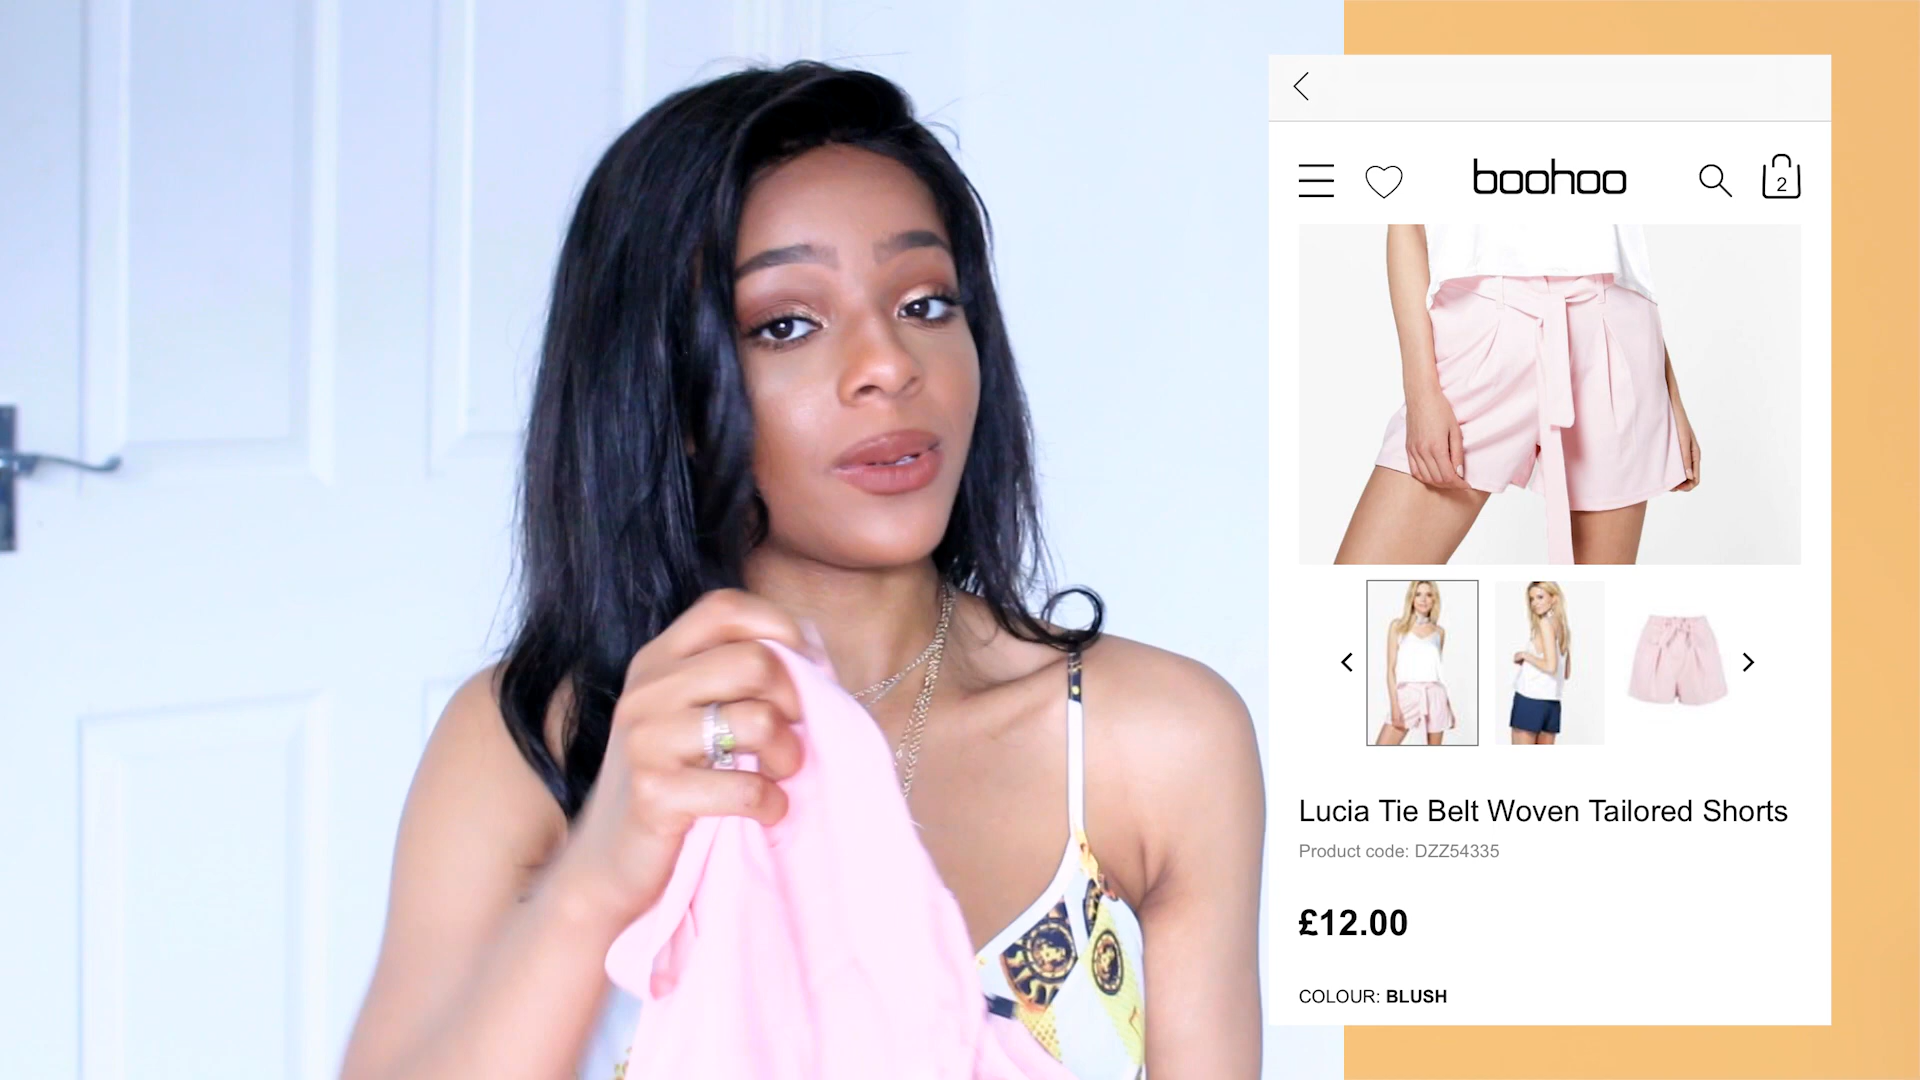 boohoo
2
Lucia Tie Belt Woven Tailored Shorts
Product code: DZZ54335
£12.00
COLOUR: BLUSH